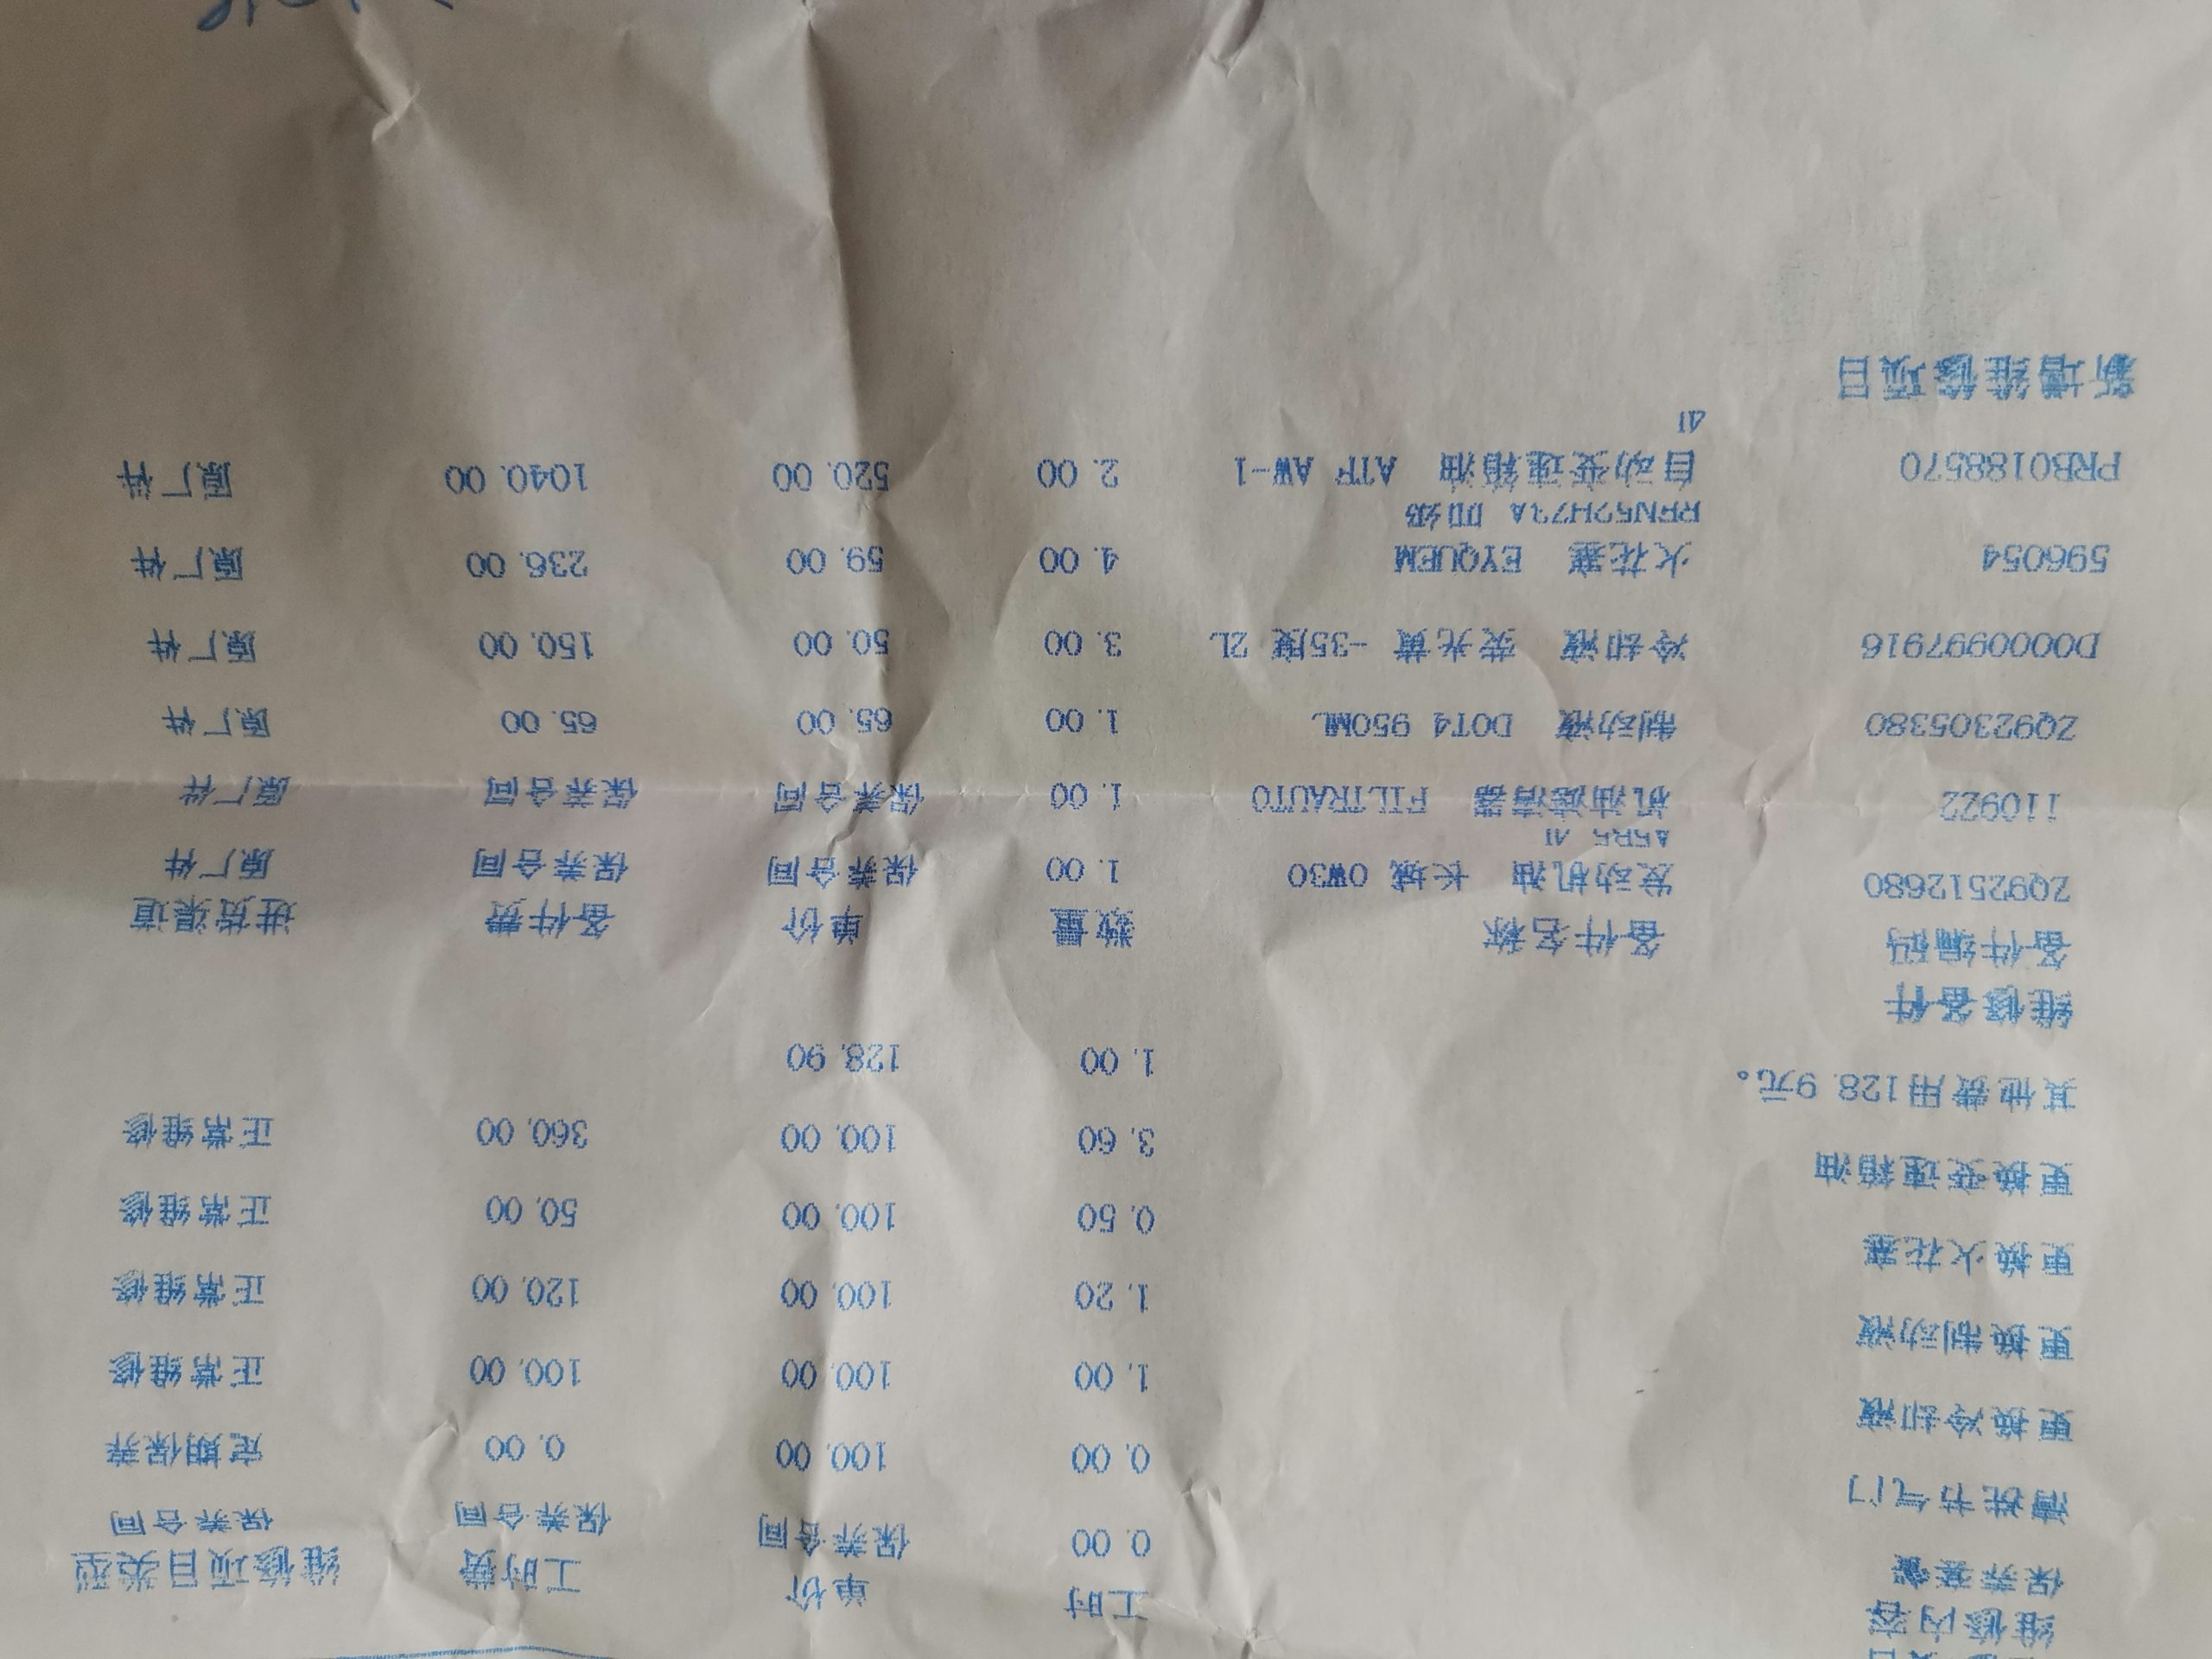 维修内容 工时 单价 工时费 维修项目类型
保养套餐 0.00 保养合同 保养合同 保养合同
清洗节气门 0.00 100.00 0.00 定期保养
更换冷却液 1.00 100.00 100.00 正常维修
更换制动液 1.20 100.00 120.00 正常维修
更换火花塞 0.50 100.00 50.00 正常维修
更换变速箱油 3.60 100.00 360.00 正常维修
其他费用128.9元。 1.00 128.90
维修备件
备件编码 备件名称 数量 单价 备件费 进货渠道
ZQ92512680 发动机油 长城 0W30 1.00 保养合同 保养合同 原厂件
A5B5 4l
110922 机油滤清器 FILTRAUTO 1.00 保养合同 保养合同 原厂件
ZQ92305380 制动液 DOT4 950ML 1.00 65.00 65.00 原厂件
D000997916 冷却液 荧光黄 -35度 2L 3.00 50.00 150.00 原厂件
596054 火花塞 EYQUEM 4.00 59.00 236.00 原厂件
RFN52HZ3A 四级
PRB0188570 自动变速箱油 ATF AW-1 2.00 520.00 1040.00 原厂件
4l
新增维修项目